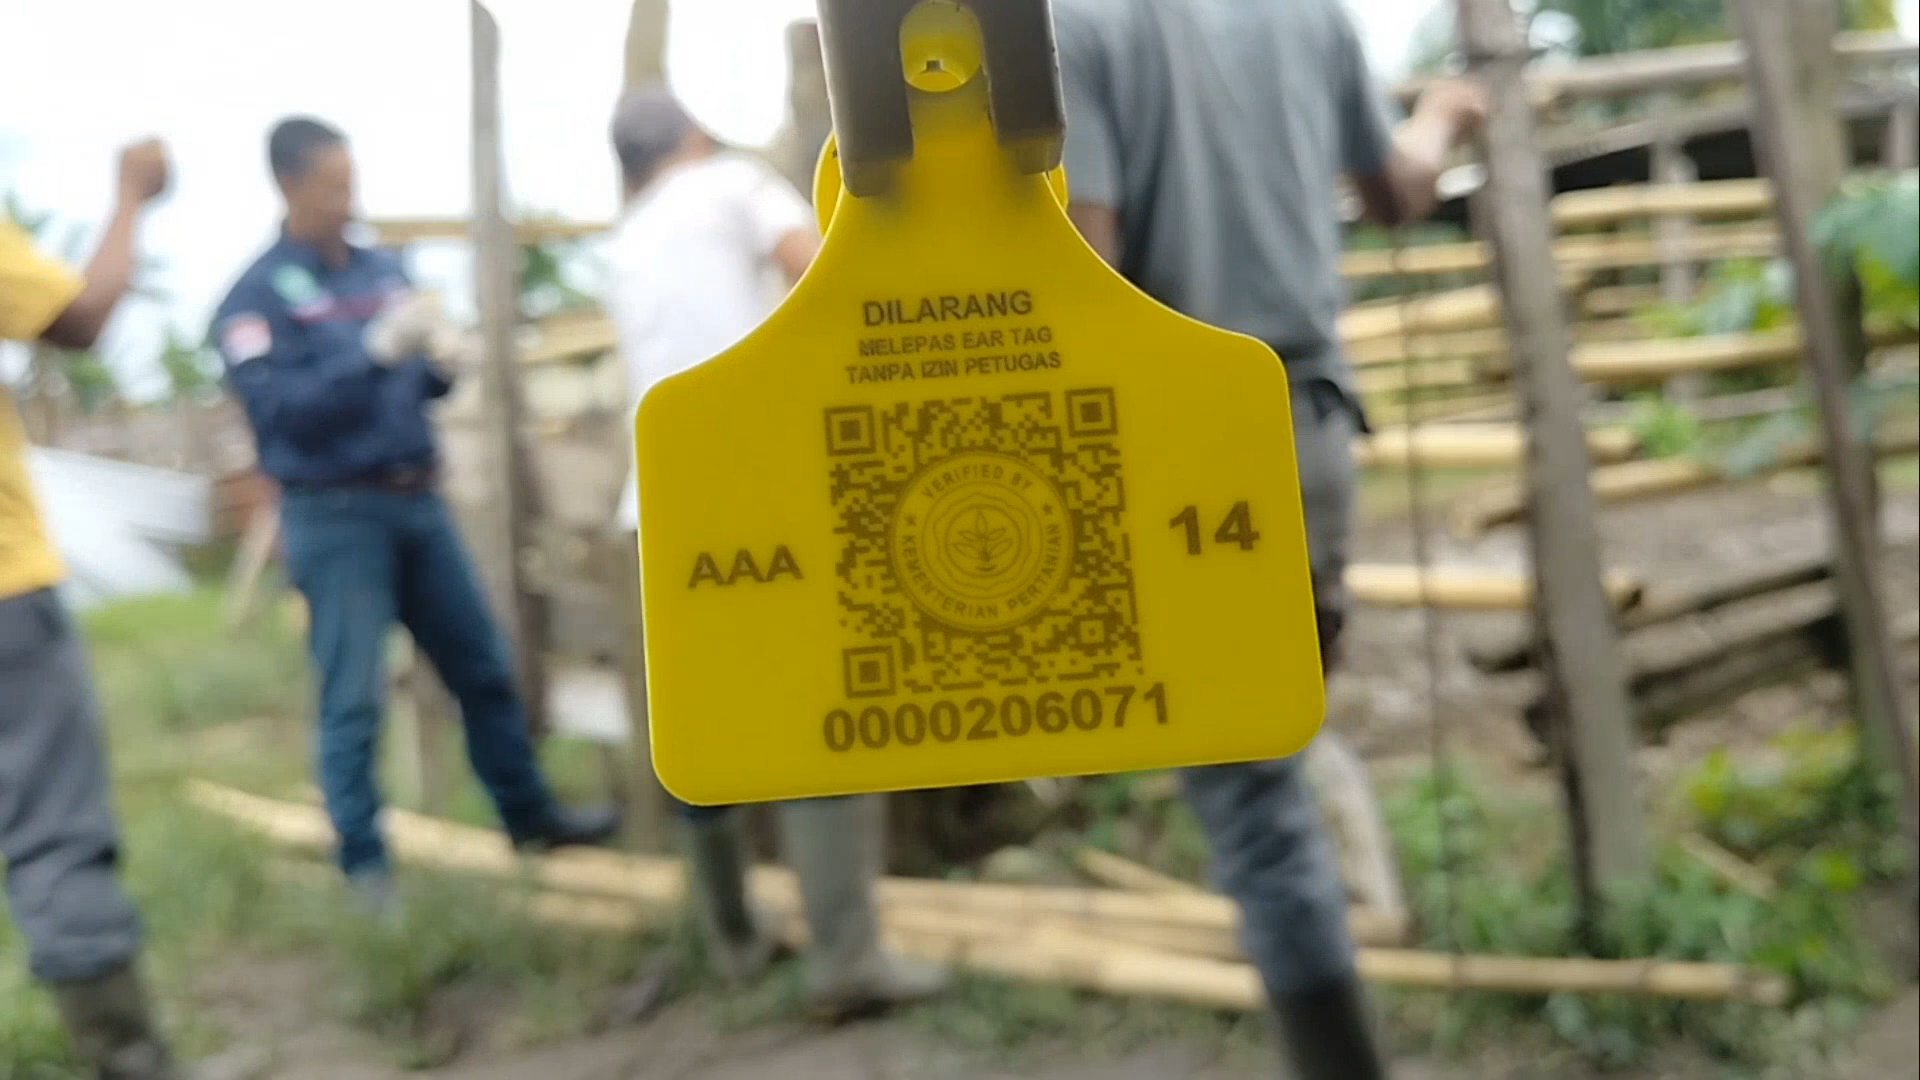 DILARANG
MELEPAS EAR TAG
TANPA IZIN PETUGAS
VERIFIED BY
KEMENTERIAN PERTANIAN
AAA
14
0000206071